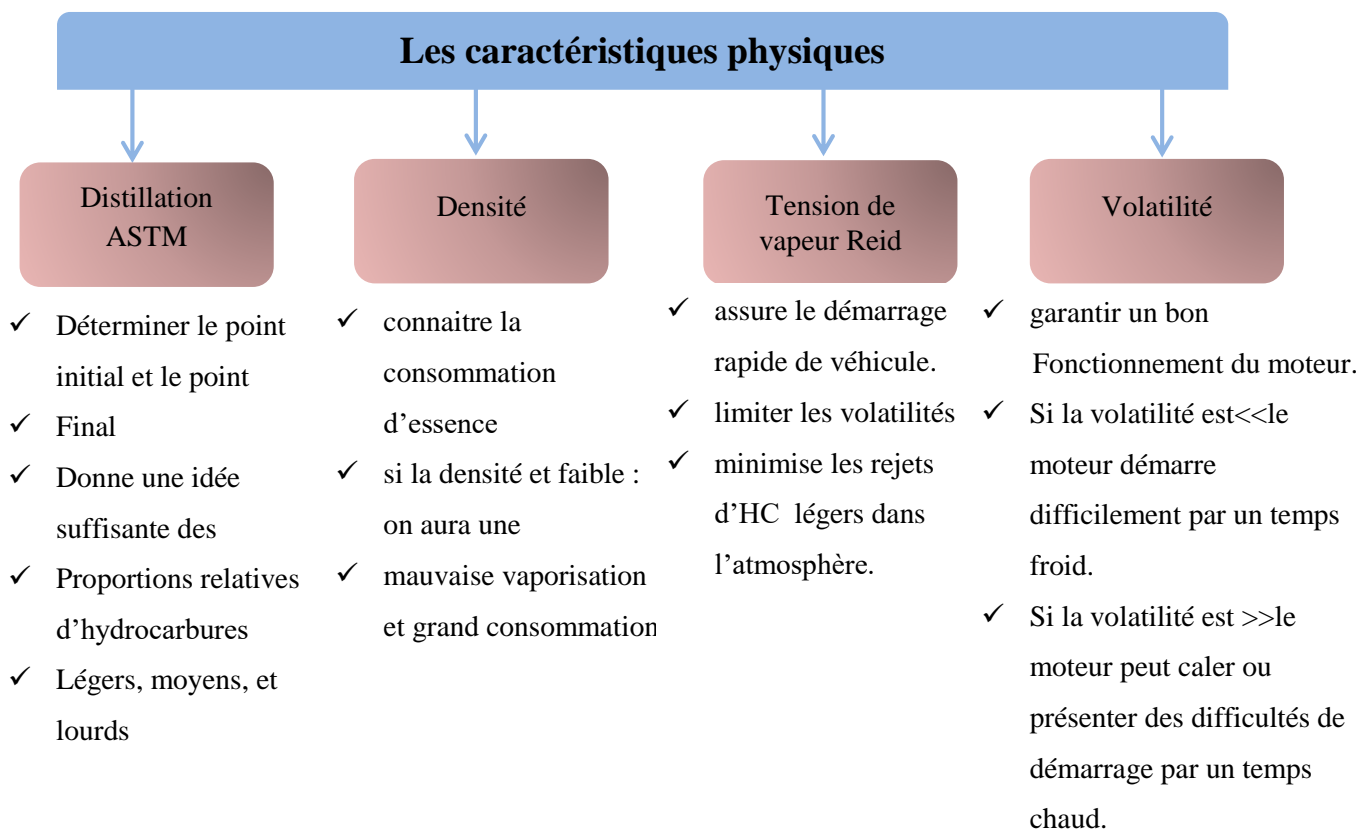 Les caractéristiques physiques
Distillation
ASTM
✓ Déterminer le point
initial et le point
✓ Final
✓ Donne une idée
suffisante des
✓ Proportions relatives
d’hydrocarbures
✓ Légers, moyens, et
lourds
Densité
✓ connaitre la
consommation
d’essence
✓ si la densité et faible :
on aura une
✓ mauvaise vaporisation
et grand consommation
Tension de
vapeur Reid
✓ assure le démarrage
rapide de véhicule.
✓ limiter les volatilités
✓ minimise les rejets
d’HC légers dans
l’atmosphère.
Volatilité
✓ garantir un bon
Fonctionnement du moteur.
✓ Si la volatilité est<<le
moteur démarre
difficilement par un temps
froid.
✓ Si la volatilité est >>le
moteur peut caler ou
présenter des difficultés de
démarrage par un temps
chaud.